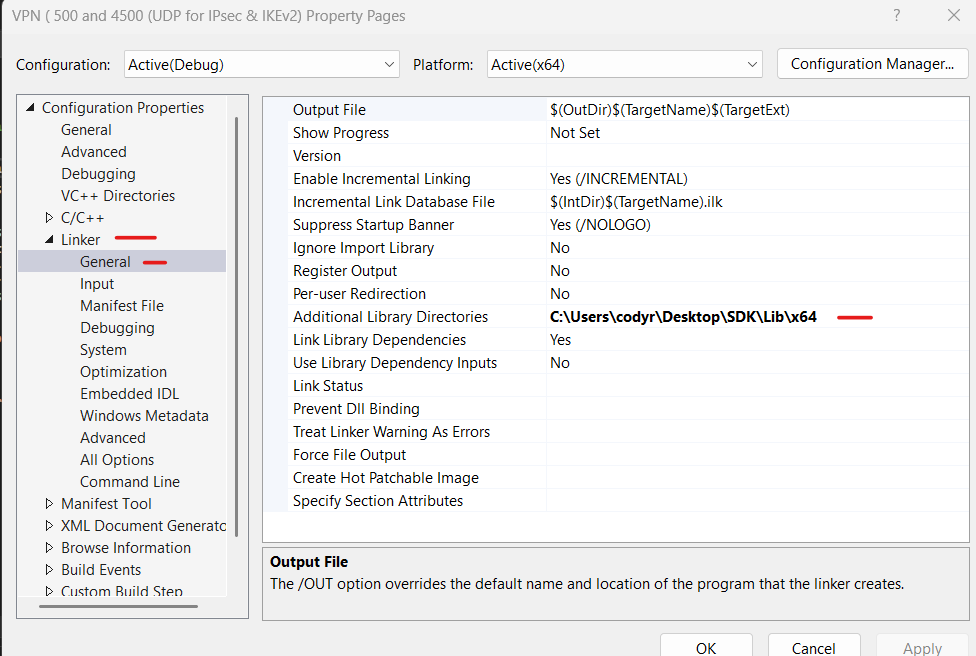 VPN ( 500 and 4500 (UDP for IPsec & IKEv2) Property Pages ?
Configuration: Active(Debug) Platform: Active(x64) Configuration Manager...
Configuration Properties
General
Advanced
Debugging
VC++ Directories
C/C++
Linker
General
Input
Manifest File
Debugging
System
Optimization
Embedded IDL
Windows Metadata
Advanced
All Options
Command Line
Manifest Tool
XML Document Generato
Browse Information
Build Events
Custom Build Step
Output File $(OutDir)$(TargetName)$(TargetExt)
Show Progress Not Set
Version
Enable Incremental Linking Yes (/INCREMENTAL)
Incremental Link Database File $(IntDir)$(TargetName).ilk
Suppress Startup Banner Yes (/NOLOGO)
Ignore Import Library No
Register Output No
Per-user Redirection No
Additional Library Directories C:\Users\codyr\Desktop\SDK\Lib\x64
Link Library Dependencies Yes
Use Library Dependency Inputs No
Link Status
Prevent Dll Binding
Treat Linker Warning As Errors
Force File Output
Create Hot Patchable Image
Specify Section Attributes
Output File
The /OUT option overrides the default name and location of the program that the linker creates.
OK Cancel Apply